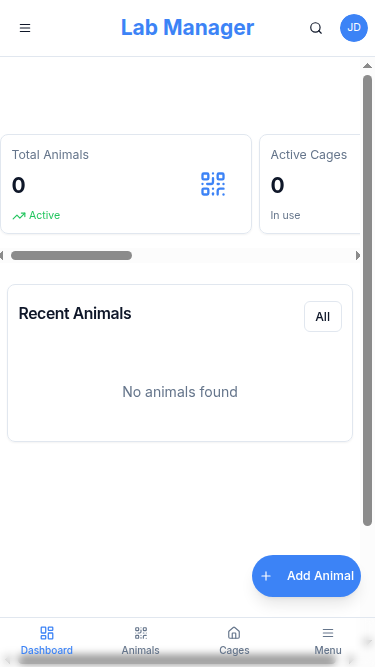 Lab Manager
JD
Total Animals
0
Active
Active Cages
0
In use
Recent Animals
All
No animals found
Add Animal
Dashboard
Animals
Cages
Menu